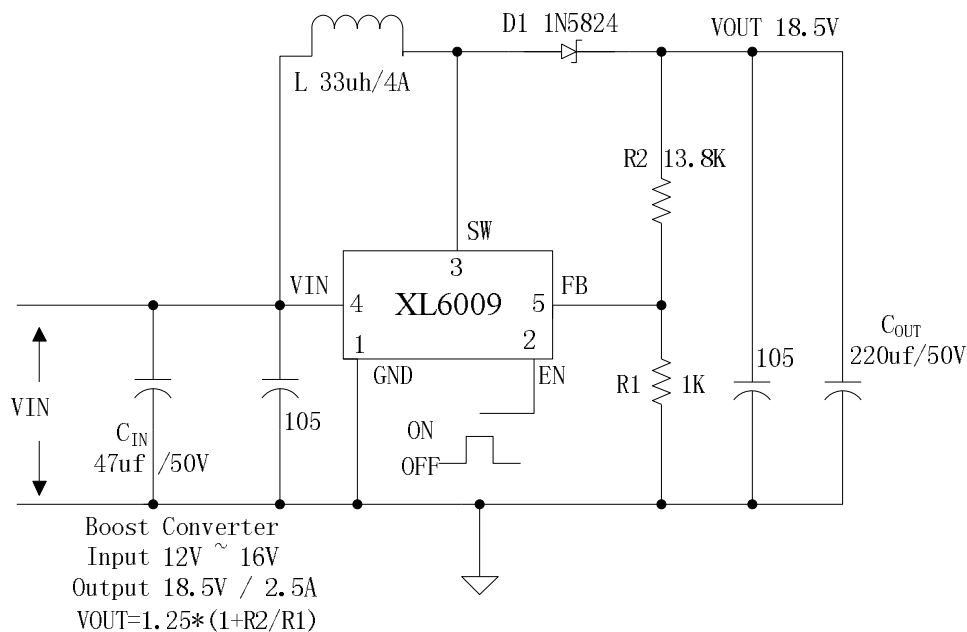 D1 1N5824
VOUT 18.5V
L 33uh/4A
R2 13.8K
SW
3
VIN
4
XL6009
5
FB
1
2
GND
EN
C_OUT
220uf/50V
105
R1 1K
VIN
105
C_IN
47uf /50V
ON
OFF
Boost Converter
Input 12V ~ 16V
Output 18.5V / 2.5A
VOUT=1.25*(1+R2/R1)